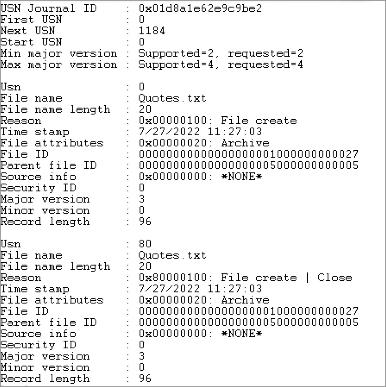 USN Journal ID : 0x01d8a1e62e9c9be2
First USN : 0
Next USN : 1184
Start USN : 0
Min major version : Supported=2, requested=2
Max major version : Supported=4, requested=4
Usn : 0
File name : Quotes.txt
File name length : 20
Reason : 0x00000100: File create
Time stamp : 7/27/2022 11:27:03
File attributes : 0x00000020: Archive
File ID : 00000000000000000001000000000027
Parent file ID : 00000000000000000005000000000005
Source info : 0x00000000: *NONE*
Security ID : 0
Major version : 3
Minor version : 0
Record length : 96
Usn : 80
File name : Quotes.txt
File name length : 20
Reason : 0x80000100: File create | Close
Time stamp : 7/27/2022 11:27:03
File attributes : 0x00000020: Archive
File ID : 00000000000000000001000000000027
Parent file ID : 00000000000000000005000000000005
Source info : 0x00000000: *NONE*
Security ID : 0
Major version : 3
Minor version : 0
Record length : 96